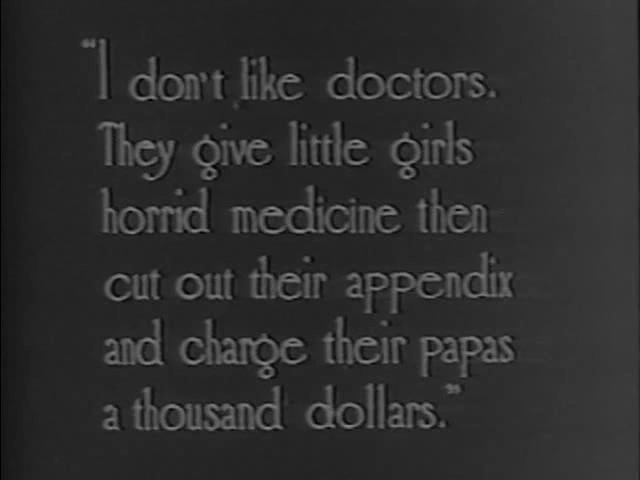 "I don't like doctors.
They give little girls
horrid medicine then
cut out their appendix
and charge their papas
a thousand dollars."